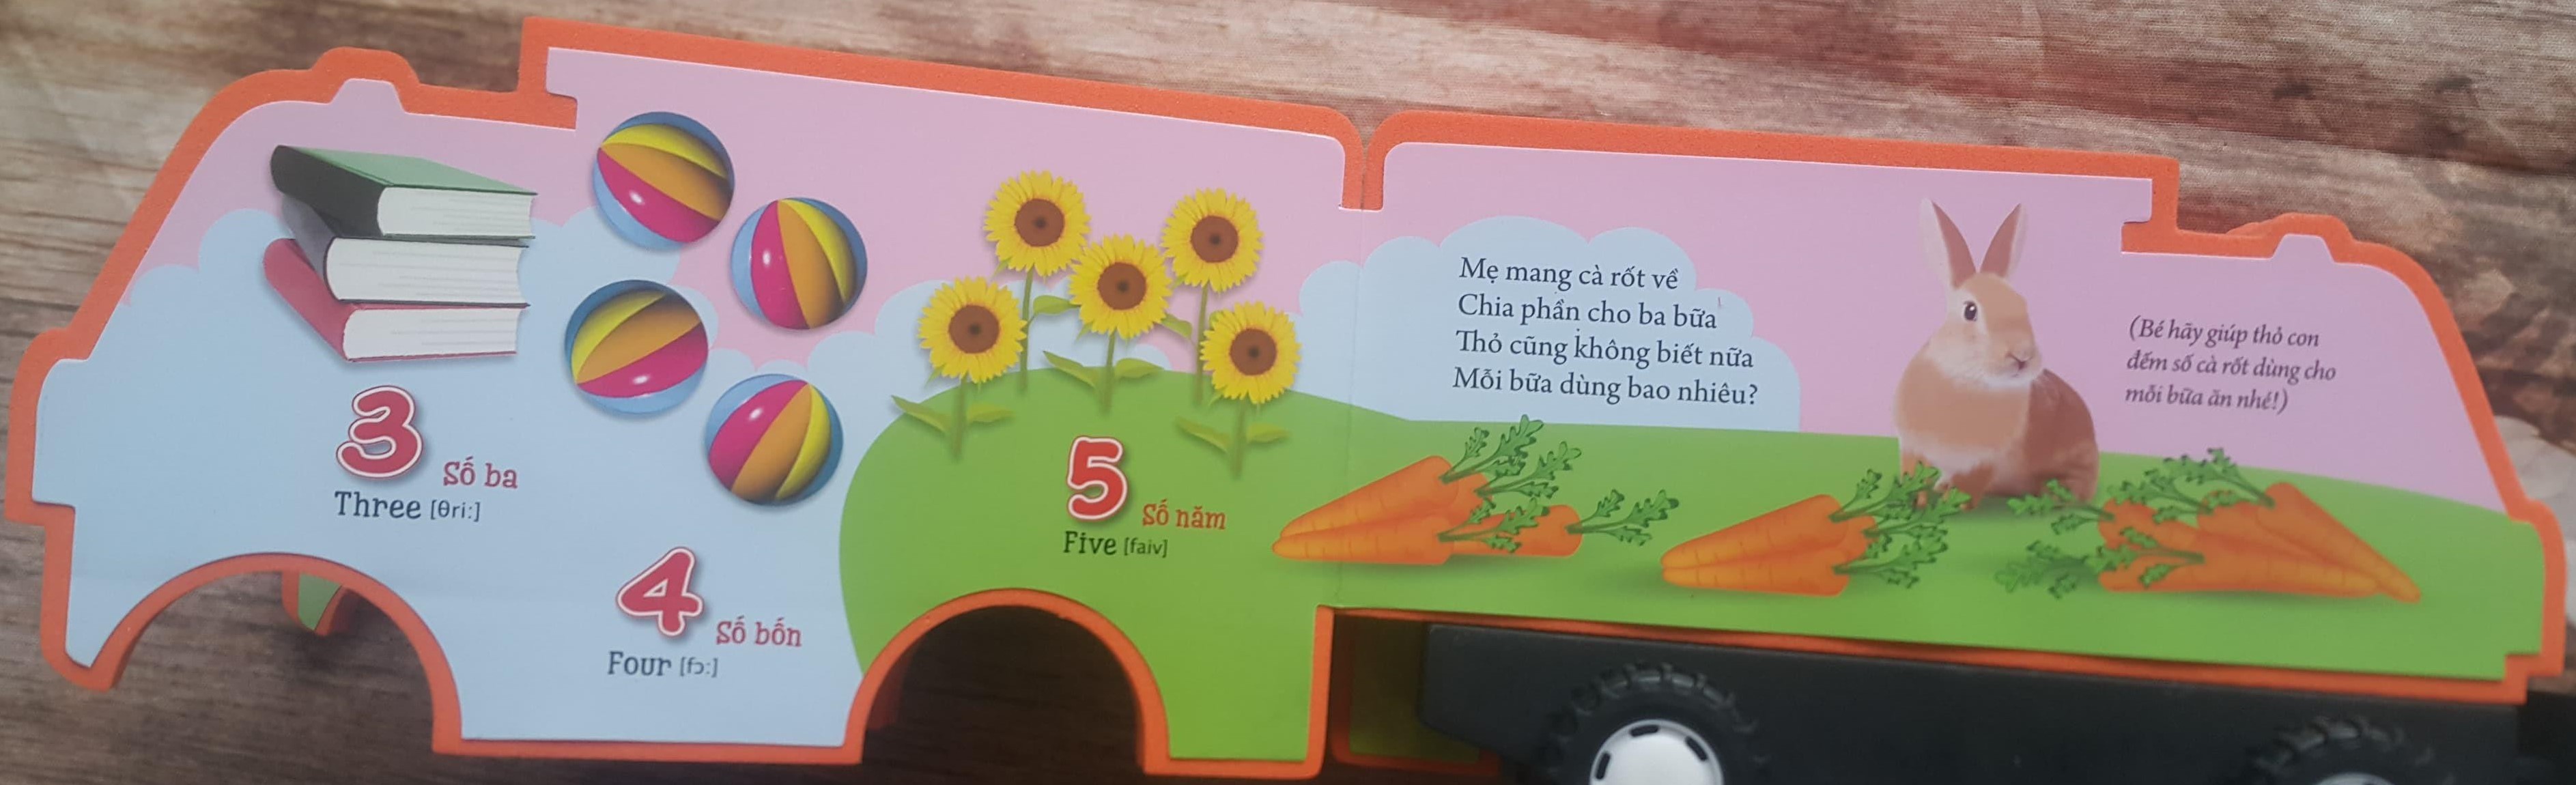 3
Số ba
Three [θri:]
4
Số bốn
Four [fɔ:]
5
Số năm
Five [faiv]
Mẹ mang cà rốt về
Chia phần cho ba bữa
Thỏ cũng không biết nữa
Mỗi bữa dùng bao nhiêu?
(Bé hãy giúp thỏ con
đếm số cà rốt dùng cho
mỗi bữa ăn nhé!)